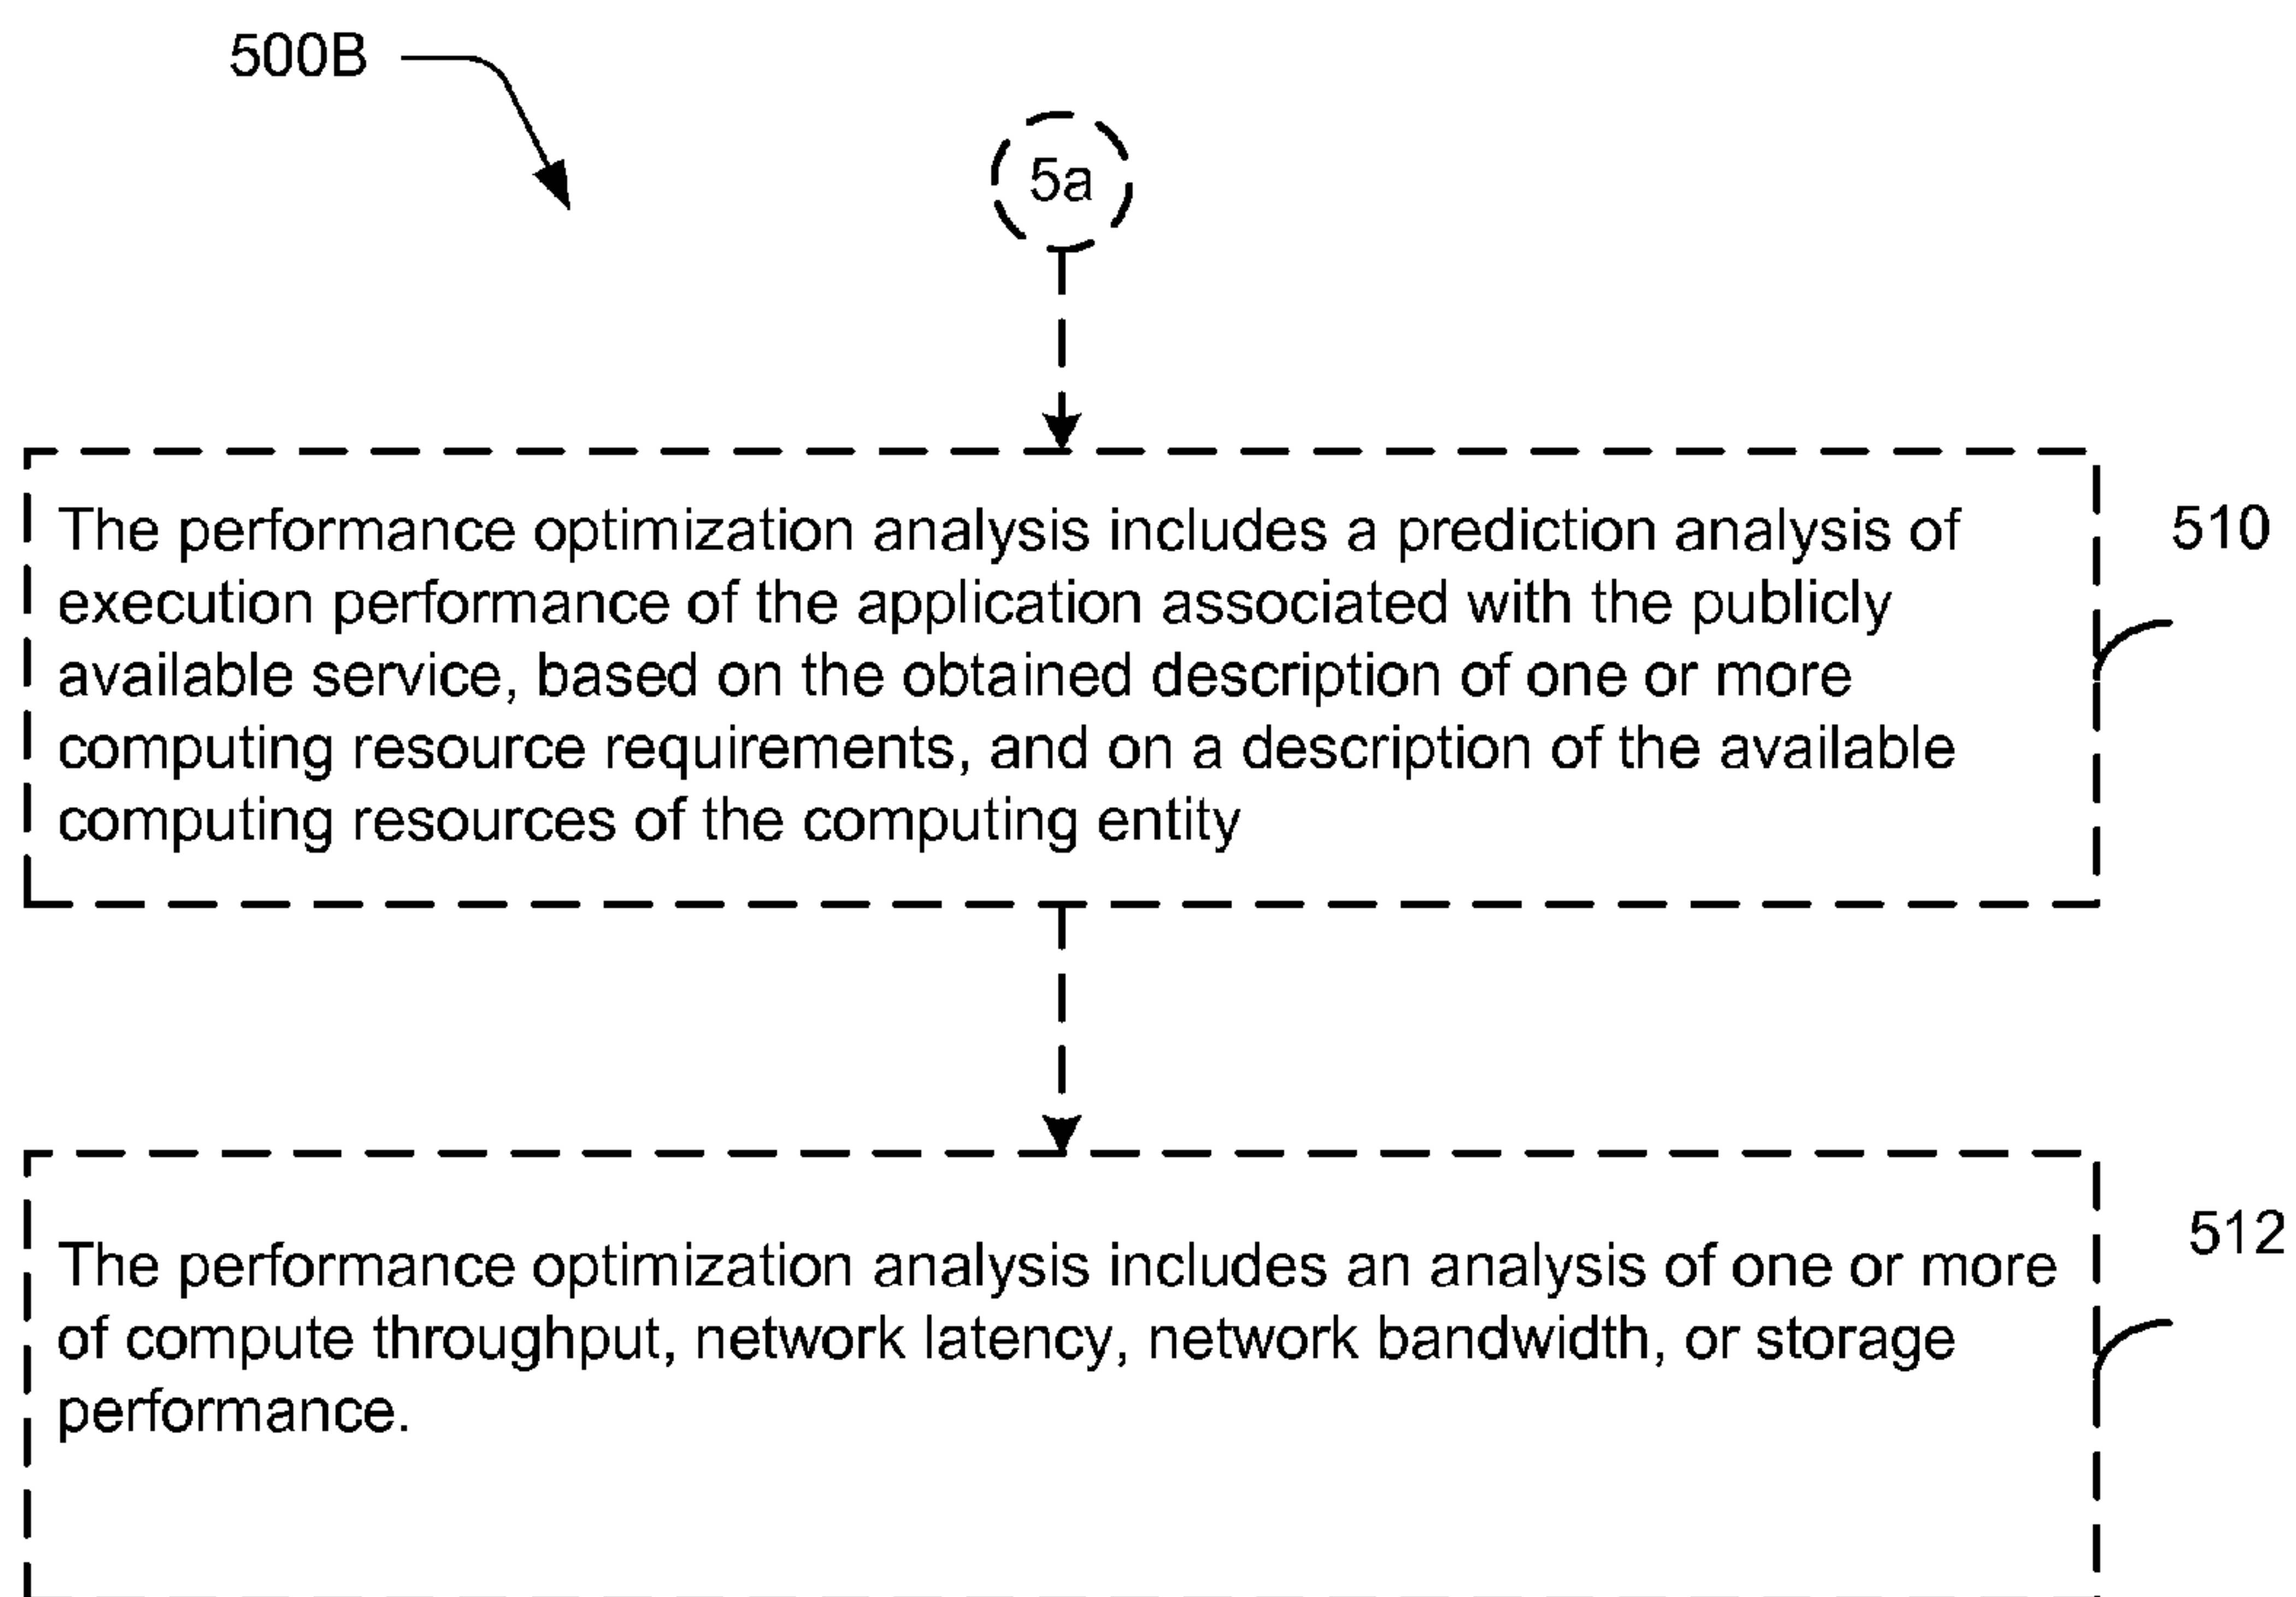 500B
5a
The performance optimization analysis includes a prediction analysis of
execution performance of the application associated with the publicly
available service, based on the obtained description of one or more
computing resource requirements, and on a description of the available
computing resources of the computing entity
510
The performance optimization analysis includes an analysis of one or more
of compute throughput, network latency, network bandwidth, or storage
performance.
512